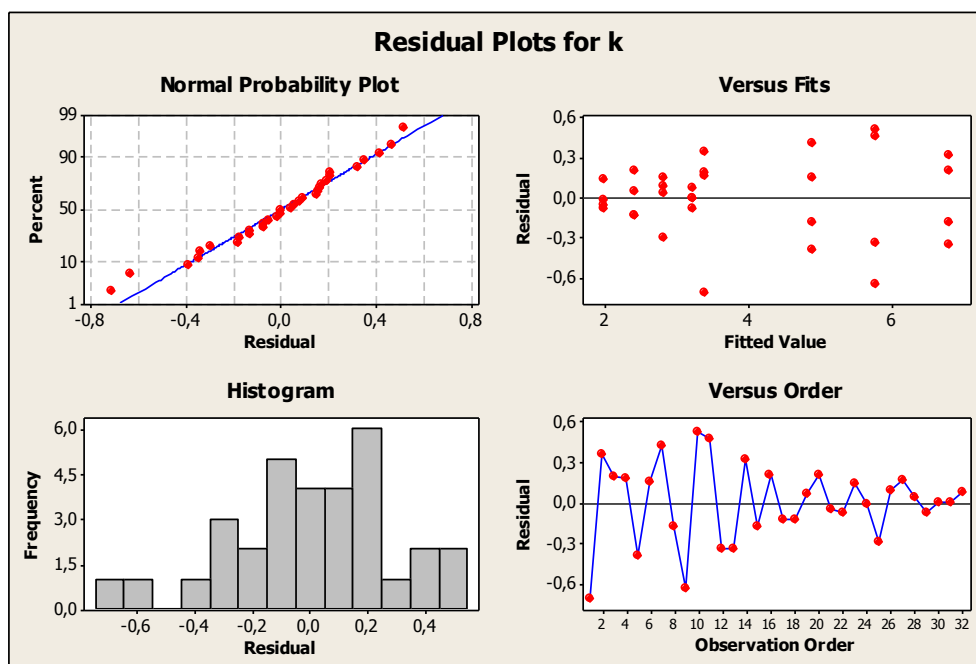 Residual Plots for k
Normal Probability Plot
99
90
50
10
1
Percent
-0,8 -0,4 0,0 0,4 0,8
Residual
Versus Fits
0,6
0,3
0,0
-0,3
-0,6
Residual
2 4 6
Fitted Value
Histogram
6,0
4,5
3,0
1,5
0,0
Frequency
-0,6 -0,4 -0,2 0,0 0,2 0,4
Residual
Versus Order
0,6
0,3
0,0
-0,3
-0,6
Residual
2 4 6 8 10 12 14 16 18 20 22 24 26 28 30 32
Observation Order